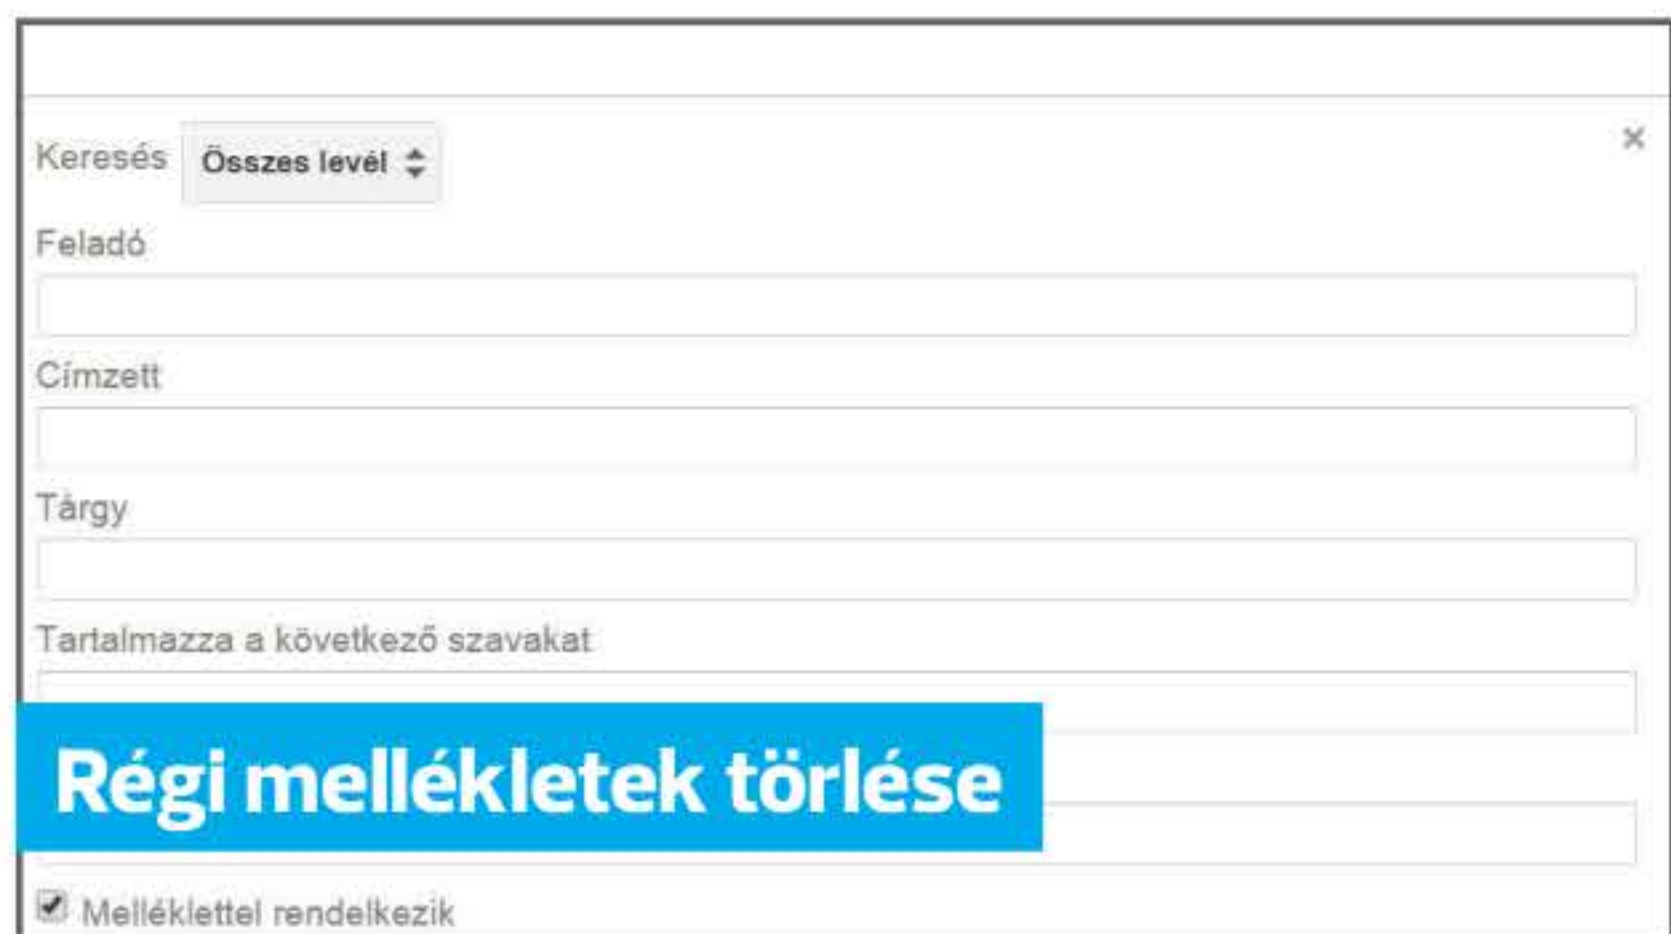 Keresés Összes levél
Feladó
Címzett
Tárgy
Tartalmazza a következő szavakat
Régi mellékletek törlése
Melléklettel rendelkezik